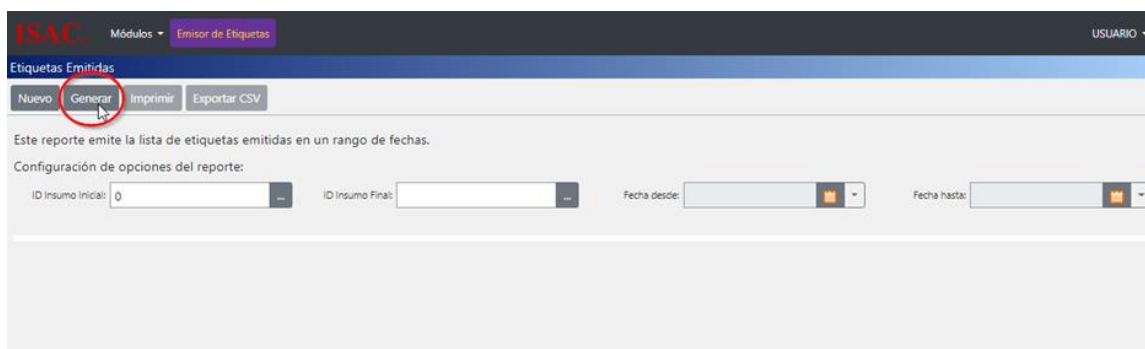 ISAC. Módulos Emisor de Etiquetas USUARIO
Etiquetas Emitidas
Nuevo Generar Imprimir Exportar CSV
Este reporte emite la lista de etiquetas emitidas en un rango de fechas.
Configuración de opciones del reporte:
ID Insumo Inicial: 0 ... ID Insumo Final: ... Fecha desde: Fecha hasta: